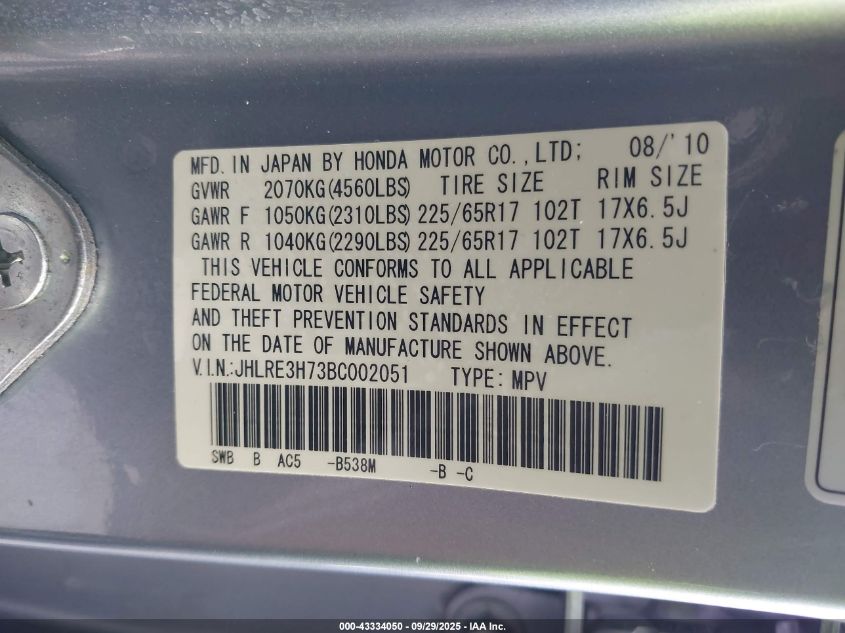 MFD. IN JAPAN BY HONDA MOTOR CO., LTD; 08/'10
GVWR 2070KG(4560LBS) TIRE SIZE RIM SIZE
GAWR F 1050KG(2310LBS) 225/65R17 102T 17X6.5J
GAWR R 1040KG(2290LBS) 225/65R17 102T 17X6.5J
THIS VEHICLE CONFORMS TO ALL APPLICABLE
FEDERAL MOTOR VEHICLE SAFETY
AND THEFT PREVENTION STANDARDS IN EFFECT
ON THE DATE OF MANUFACTURE SHOWN ABOVE.
V.I.N.:JHLRE3H73BC002051 TYPE: MPV
SWB B AC5 -B538M -B -C
000-43334050 - 09/29/2025 - IAA Inc.